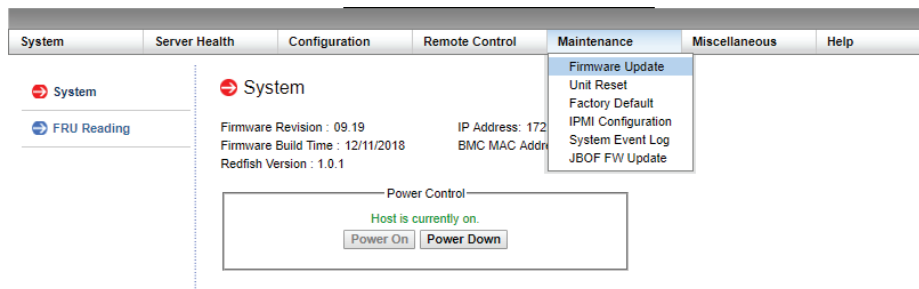 System Server Health Configuration Remote Control Maintenance Miscellaneous Help
Firmware Update
Unit Reset
Factory Default
IPMI Configuration
System Event Log
JBOF FW Update
System
FRU Reading
System
Firmware Revision : 09.19 IP Address: 172
Firmware Build Time : 12/11/2018 BMC MAC
Redfish Version : 1.0.1
Power Control
Host is currently on.
Power On Power Down